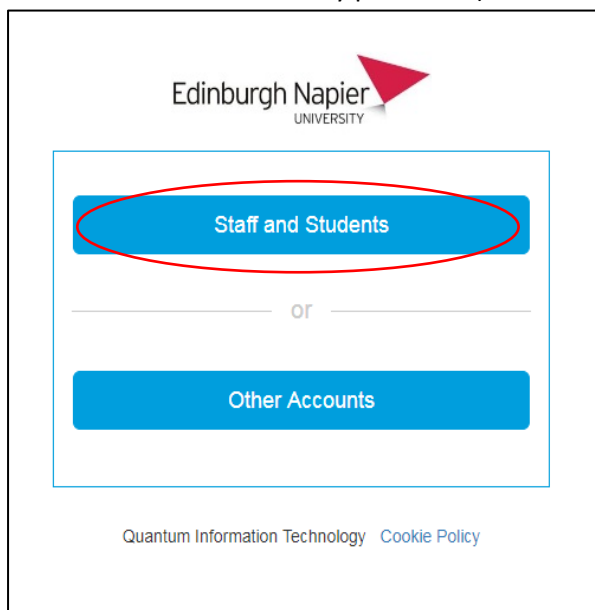 Edinburgh Napier
UNIVERSITY
Staff and Students
or
Other Accounts
Quantum Information Technology Cookie Policy